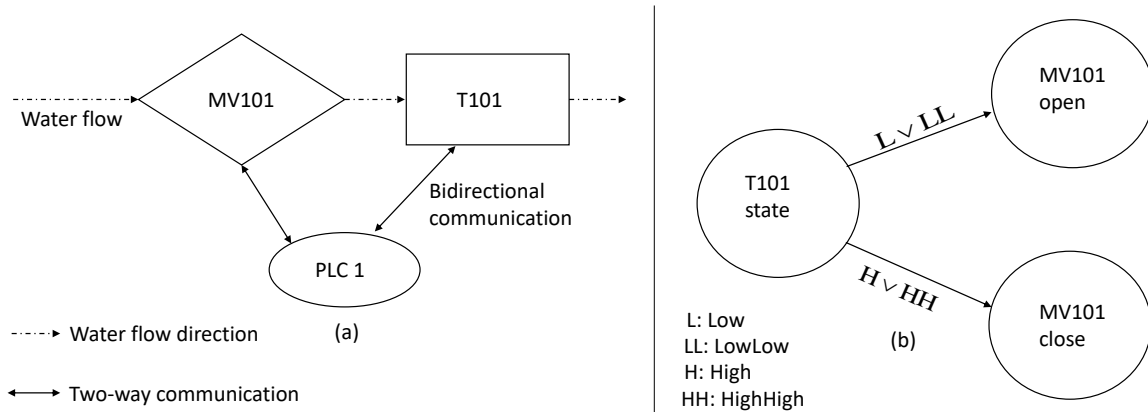 MV101
T101
Water flow
Bidirectional
communication
PLC 1
Water flow direction
(a)
Two-way communication
MV101
open
L ∨ LL
T101
state
H ∨ HH
MV101
close
L: Low
LL: LowLow
H: High
HH: HighHigh
(b)